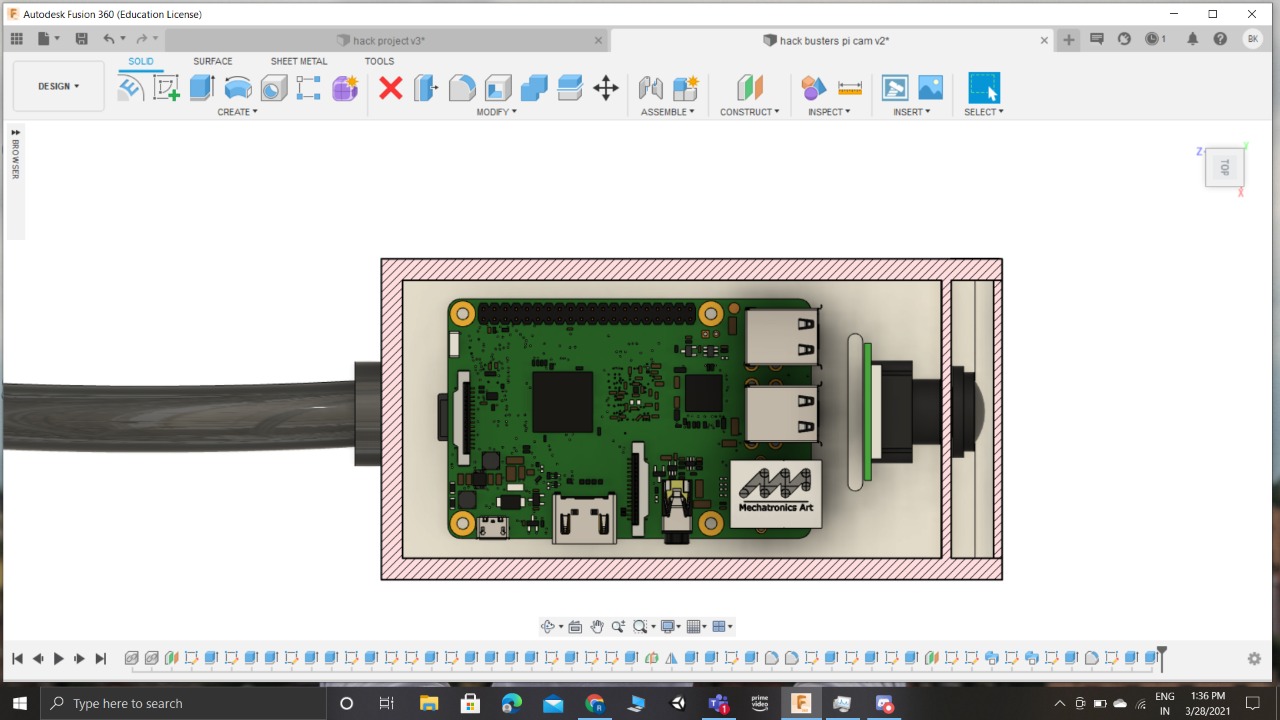 Autodesk Fusion 360 (Education License)
hack project v3*
hack busters pi cam v2*
1
BK
SOLID
SURFACE
SHEET METAL
TOOLS
DESIGN
CREATE
MODIFY
ASSEMBLE
CONSTRUCT
INSPECT
INSERT
SELECT
BROWSER
Z
Y
TOP
X
Mechatronics Art
Type here to search
prime
video
ENG
IN
1:36 PM
3/28/2021